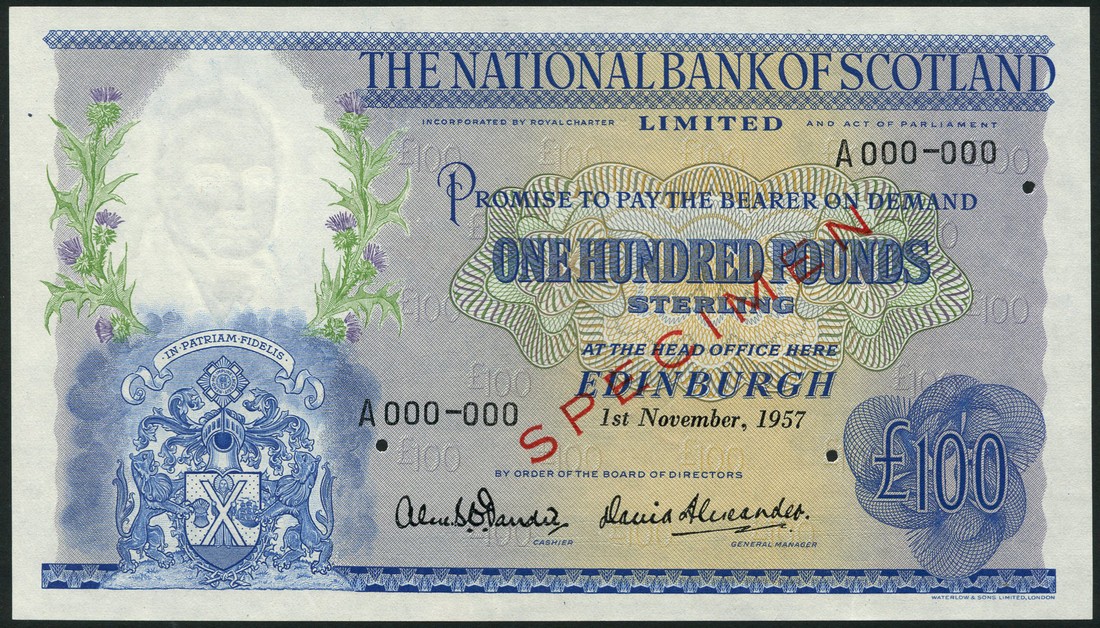 THE NATIONAL BANK OF SCOTLAND
INCORPORATED BY ROYAL CHARTER LIMITED AND ACT OF PARLIAMENT
A 000-000
PROMISE TO PAY THE BEARER ON DEMAND
ONE HUNDRED POUNDS
STERLING
SPECIMEN
AT THE HEAD OFFICE HERE
EDINBURGH
·IN·PATRIAM·FIDELIS·
A 000-000
1st November, 1957
£100
BY ORDER OF THE BOARD OF DIRECTORS
David Alexander.
CASHIER
GENERAL MANAGER
WATERLOW & SONS LIMITED, LONDON